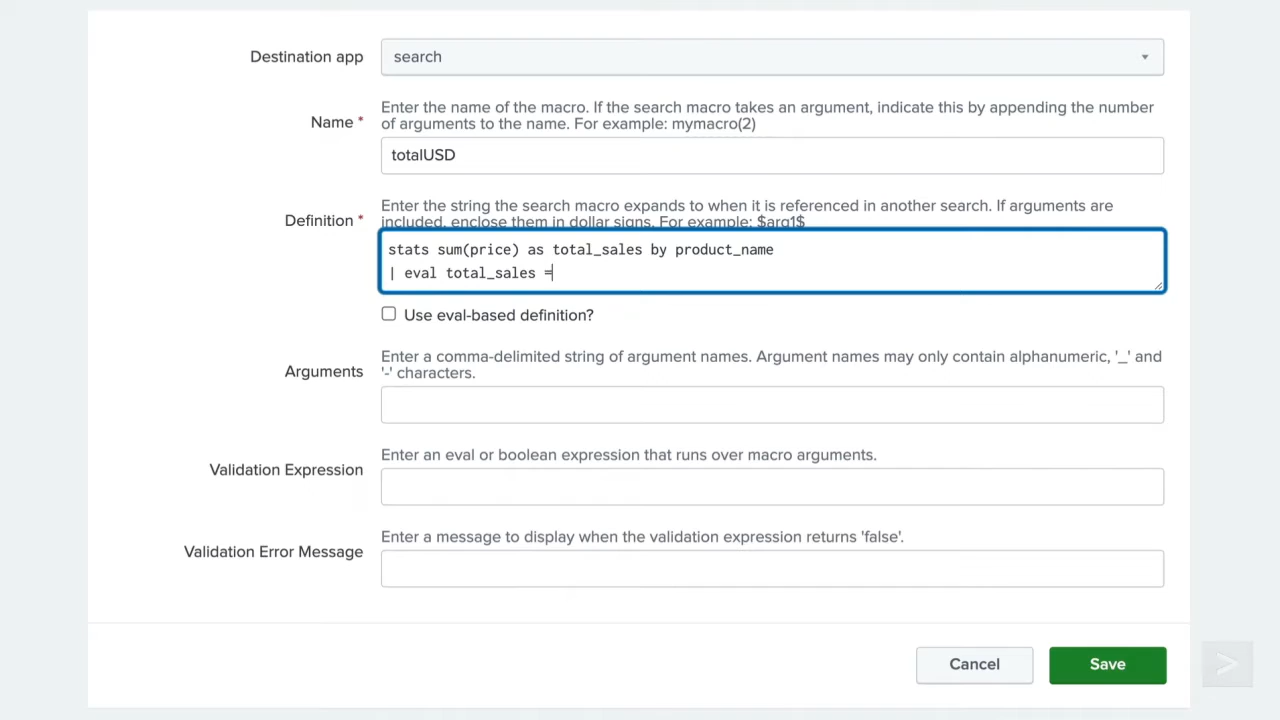 Destination app
search
Name *
Enter the name of the macro. If the search macro takes an argument, indicate this by appending the number
of arguments to the name. For example: mymacro(2)
totalUSD
Definition *
Enter the string the search macro expands to when it is referenced in another search. If arguments are
included, enclose them in dollar signs. For example: $arg1$
stats sum(price) as total_sales by product_name
| eval total_sales =
Use eval-based definition?
Arguments
Enter a comma-delimited string of argument names. Argument names may only contain alphanumeric, '_' and
'-' characters.
Validation Expression
Enter an eval or boolean expression that runs over macro arguments.
Validation Error Message
Enter a message to display when the validation expression returns 'false'.
Cancel
Save
>